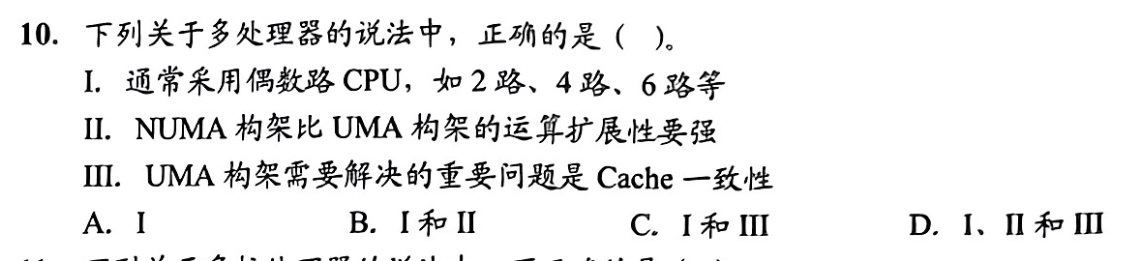 10. 下列关于多处理器的说法中，正确的是（ ）。
I. 通常采用偶数路 CPU，如 2 路、4 路、6 路等
II. NUMA 构架比 UMA 构架的运算扩展性要强
III. UMA 构架需要解决的重要问题是 Cache 一致性
A. I B. I 和 II C. I 和 III D. I、II 和 III